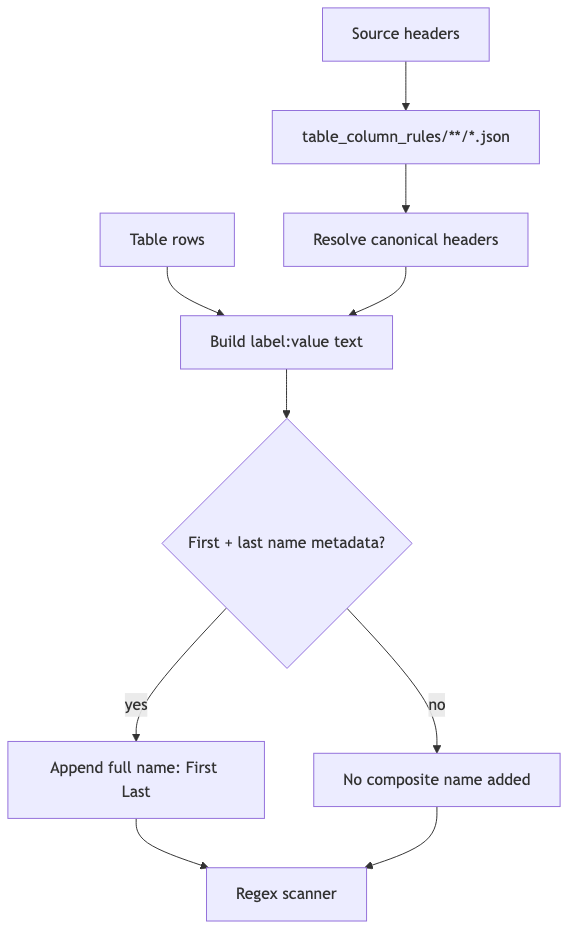 Source headers
table_column_rules/**/*.json
Table rows
Resolve canonical headers
Build label:value text
First + last name metadata?
yes
no
Append full name: First
Last
No composite name added
Regex scanner